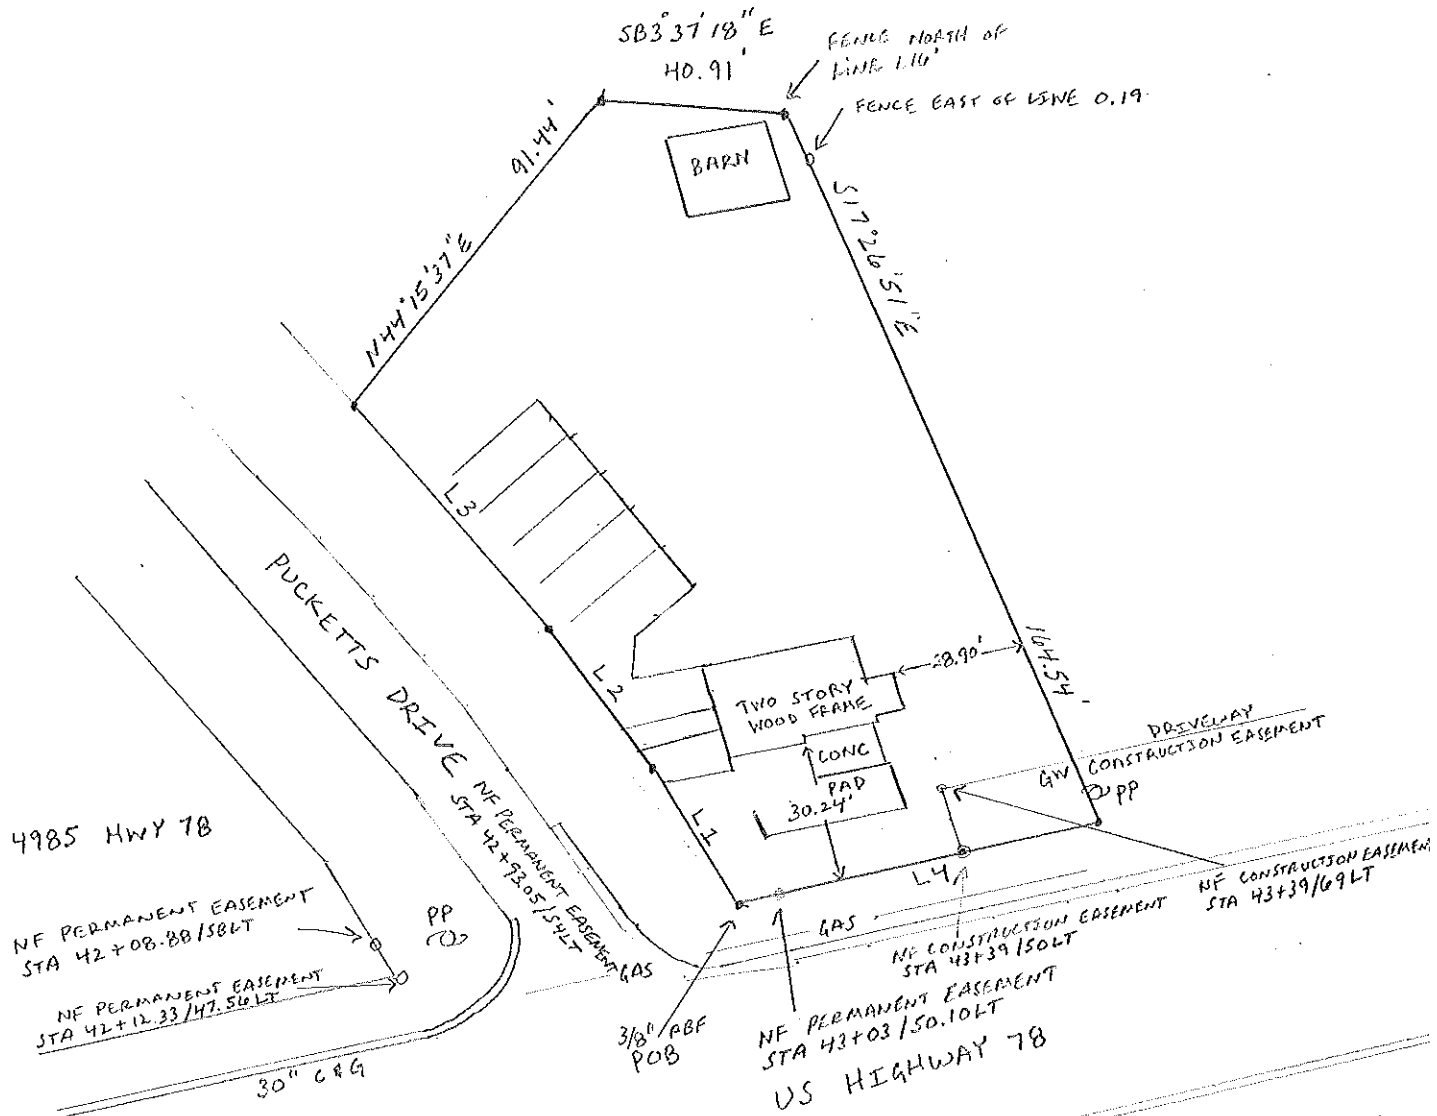 SB3°37'18" E
40.91'
FENCE NORTH OF
LINE 1.16'
FENCE EAST OF LINE 0.19
91.44'
N44°15'37"E
BARN
S17°26'51"E
L3
PUCKETTS DRIVE
L2
TWO STORY
WOOD FRAME
28.90'
164.54'
CONC
PAD
30.24'
DRIVEWAY
GW CONSTRUCTION EASEMENT
PP
L1
4985 HWY 78
NF PERMANENT EASEMENT
STA 42+93.05/54LT
L4
NF CONSTRUCTION EASEMENT
STA 43+39/69LT
NF PERMANENT EASEMENT
STA 42+08.88/58LT
PP
GAS
NF CONSTRUCTION EASEMENT
STA 43+39/50LT
NF PERMANENT EASEMENT
STA 42+12.33/47.56LT
GAS
3/8" RBF
POB
NF PERMANENT EASEMENT
STA 43+03/50.10LT
30" C&G
US HIGHWAY 78